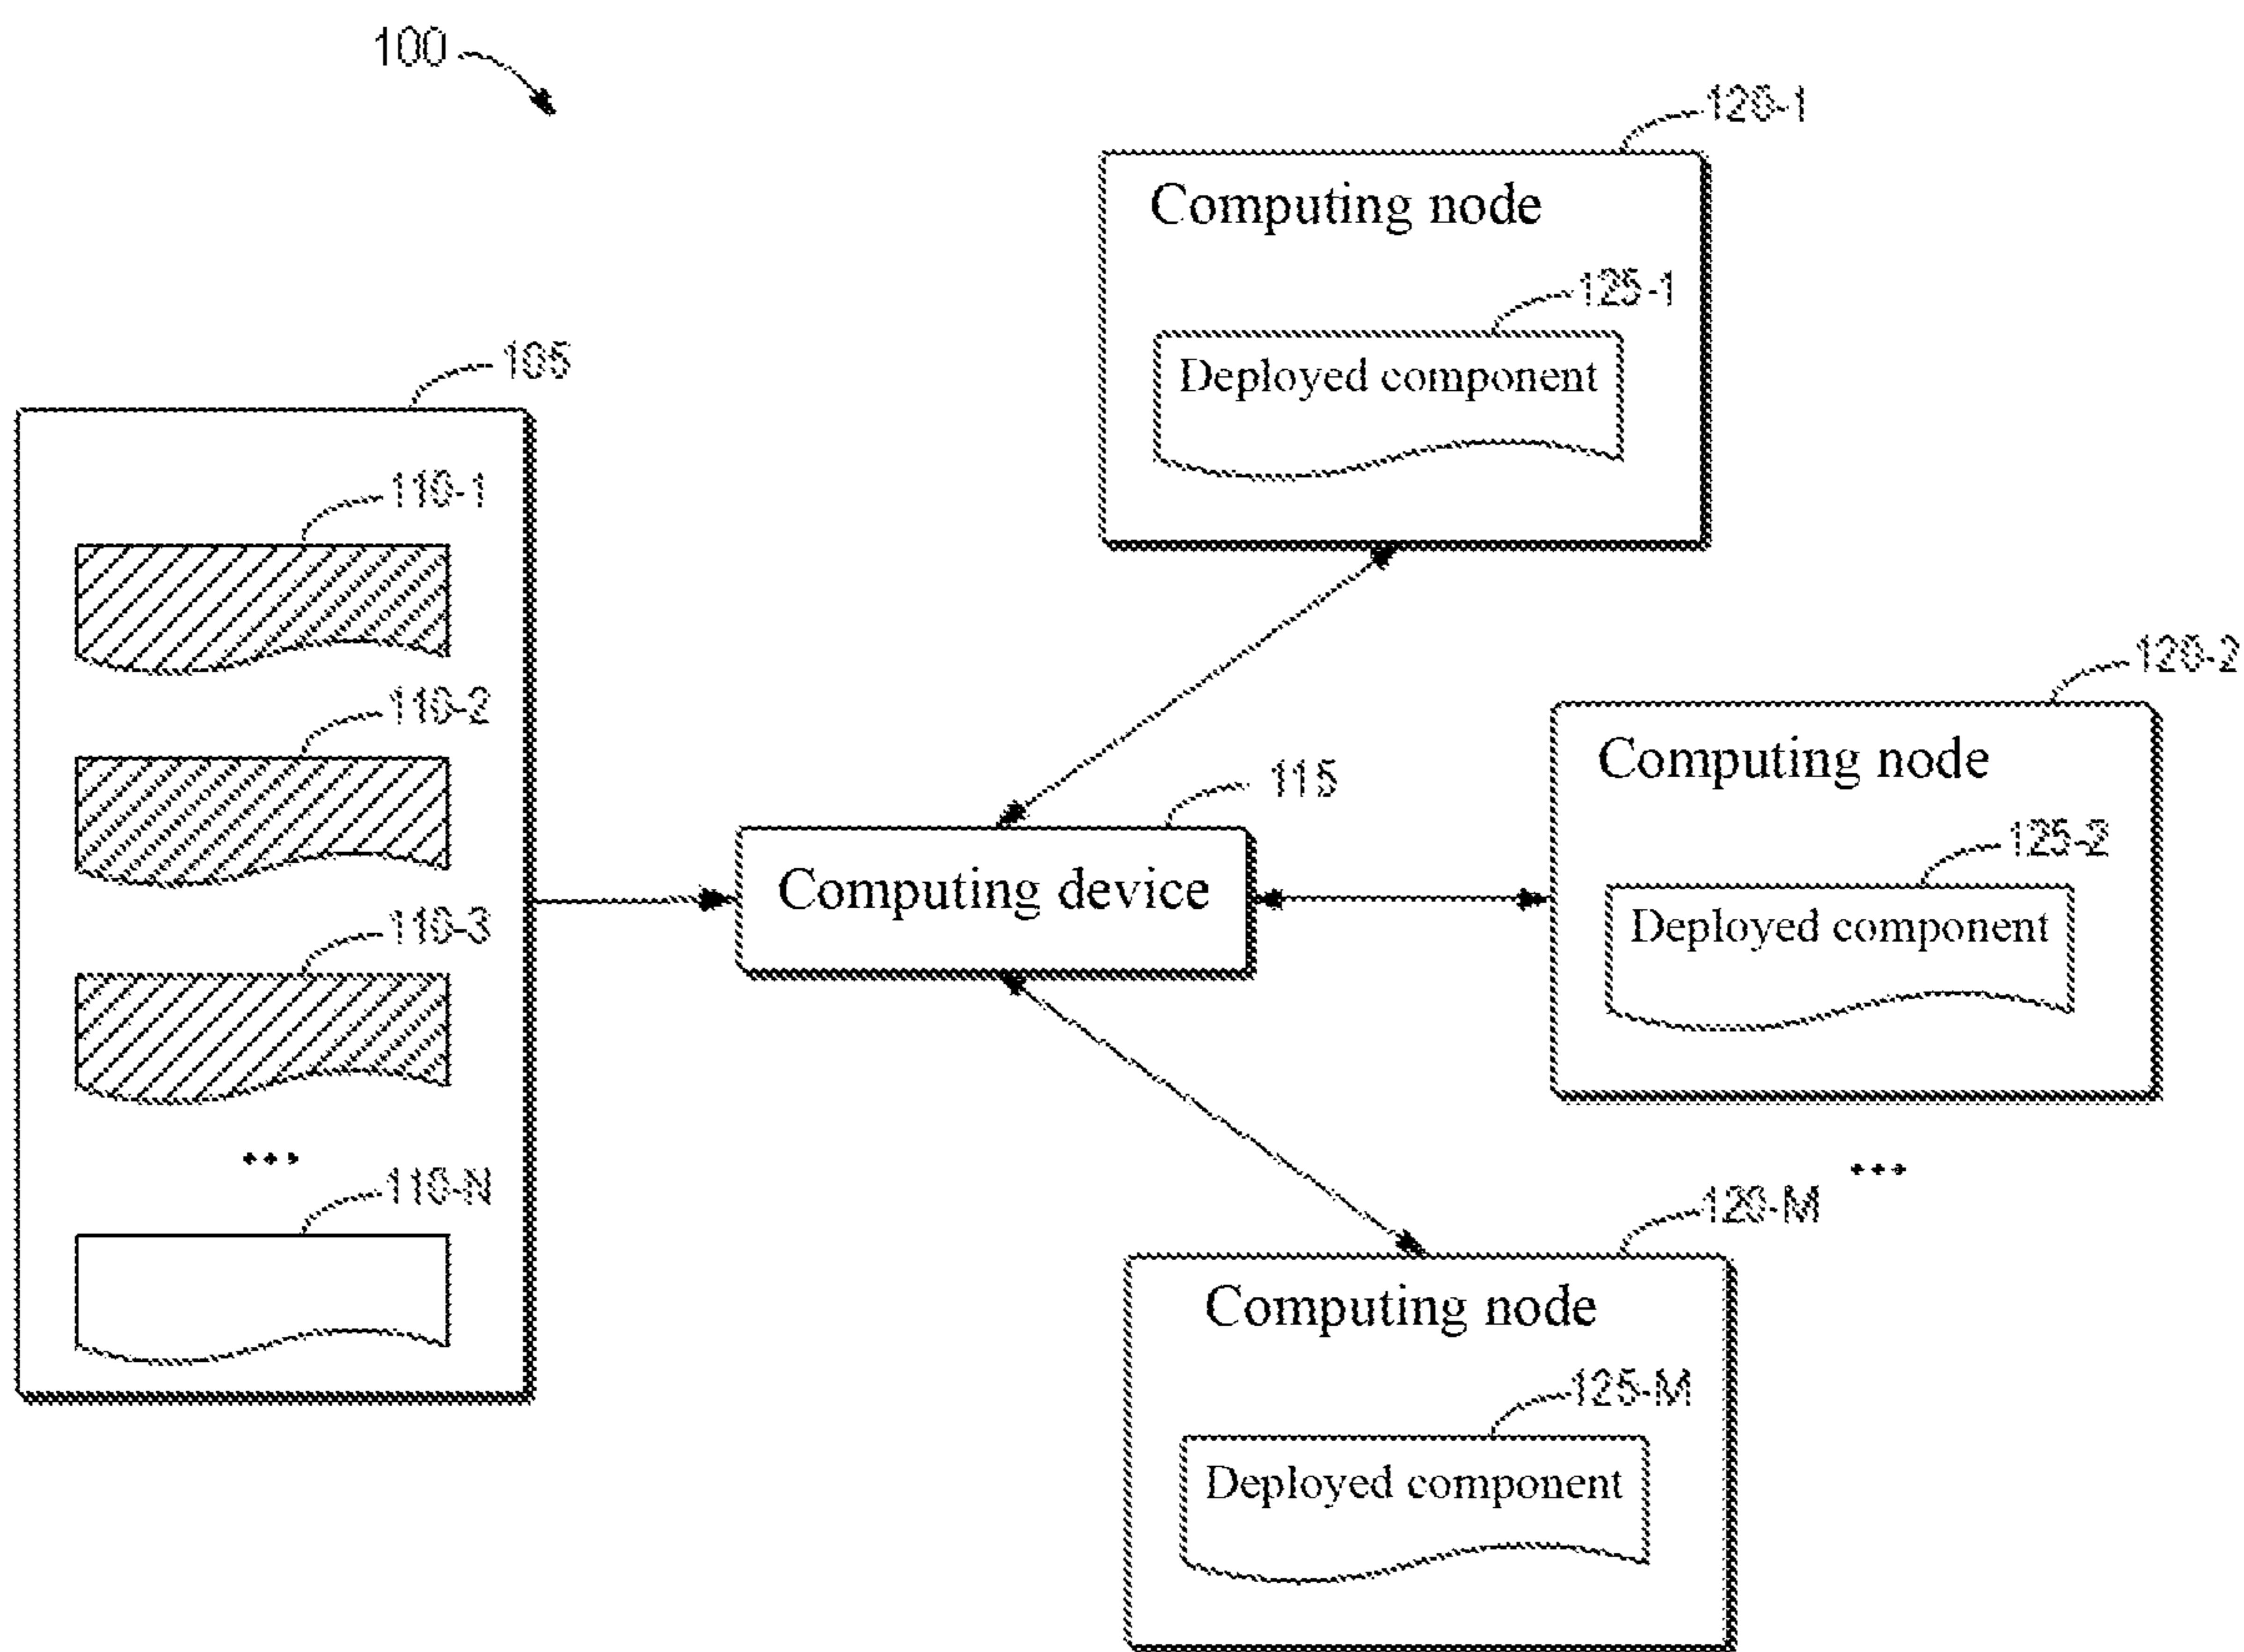 100
120-1
Computing node
125-1
Deployed component
105
110-1
110-2
110-3
...
110-N
115
Computing device
120-2
Computing node
125-2
Deployed component
...
120-M
Computing node
125-M
Deployed component